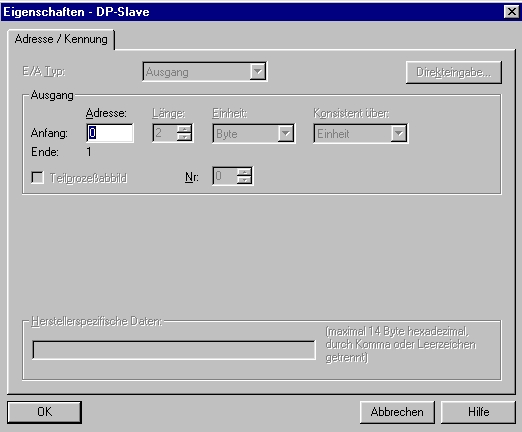 Eigenschaften - DP-Slave
Adresse / Kennung
E/A Typ: Ausgang Direkteingabe...
Ausgang
Adresse: Länge: Einheit: Konsistent über:
Anfang: 0 2 Byte Einheit
Ende: 1
Teilprozeßabbild Nr: 0
Herstellerspezifische Daten:
(maximal 14 Byte hexadezimal,
durch Komma oder Leerzeichen
getrennt)
OK Abbrechen Hilfe